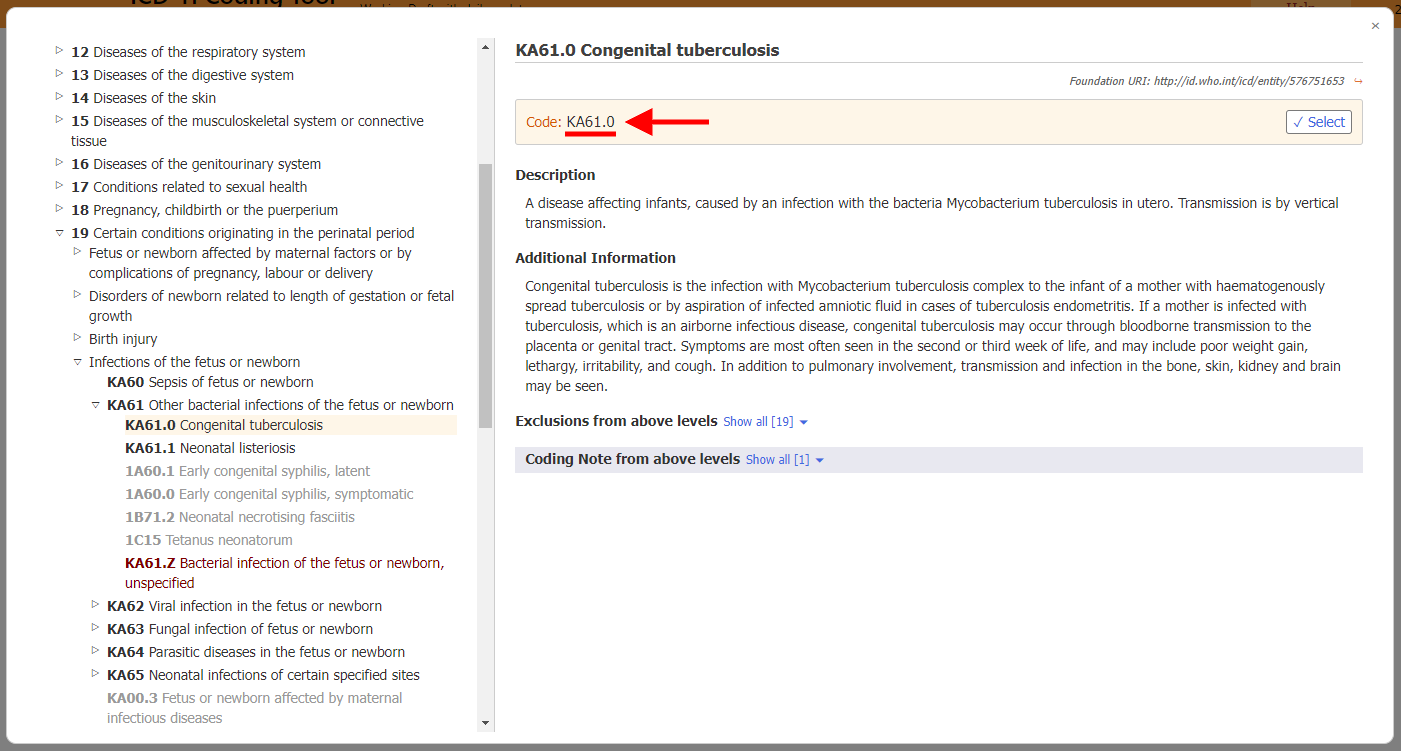 ICD-11 Coding Tool
Help
×
12 Diseases of the respiratory system
13 Diseases of the digestive system
14 Diseases of the skin
15 Diseases of the musculoskeletal system or connective
tissue
16 Diseases of the genitourinary system
17 Conditions related to sexual health
18 Pregnancy, childbirth or the puerperium
19 Certain conditions originating in the perinatal period
Fetus or newborn affected by maternal factors or by
complications of pregnancy, labour or delivery
Disorders of newborn related to length of gestation or fetal
growth
Birth injury
Infections of the fetus or newborn
KA60 Sepsis of fetus or newborn
KA61 Other bacterial infections of the fetus or newborn
KA61.0 Congenital tuberculosis
KA61.1 Neonatal listeriosis
1A60.1 Early congenital syphilis, latent
1A60.0 Early congenital syphilis, symptomatic
1B71.2 Neonatal necrotising fasciitis
1C15 Tetanus neonatorum
KA61.Z Bacterial infection of the fetus or newborn,
unspecified
KA62 Viral infection in the fetus or newborn
KA63 Fungal infection of fetus or newborn
KA64 Parasitic diseases in the fetus or newborn
KA65 Neonatal infections of certain specified sites
KA00.3 Fetus or newborn affected by maternal
infectious diseases
KA61.0 Congenital tuberculosis
Foundation URI: http://id.who.int/icd/entity/576751653
Code: KA61.0
✓ Select
Description
A disease affecting infants, caused by an infection with the bacteria Mycobacterium tuberculosis in utero. Transmission is by vertical
transmission.
Additional Information
Congenital tuberculosis is the infection with Mycobacterium tuberculosis complex to the infant of a mother with haematogenously
spread tuberculosis or by aspiration of infected amniotic fluid in cases of tuberculosis endometritis. If a mother is infected with
tuberculosis, which is an airborne infectious disease, congenital tuberculosis may occur through bloodborne transmission to the
placenta or genital tract. Symptoms are most often seen in the second or third week of life, and may include poor weight gain,
lethargy, irritability, and cough. In addition to pulmonary involvement, transmission and infection in the bone, skin, kidney and brain
may be seen.
Exclusions from above levels Show all [19]
Coding Note from above levels Show all [1]